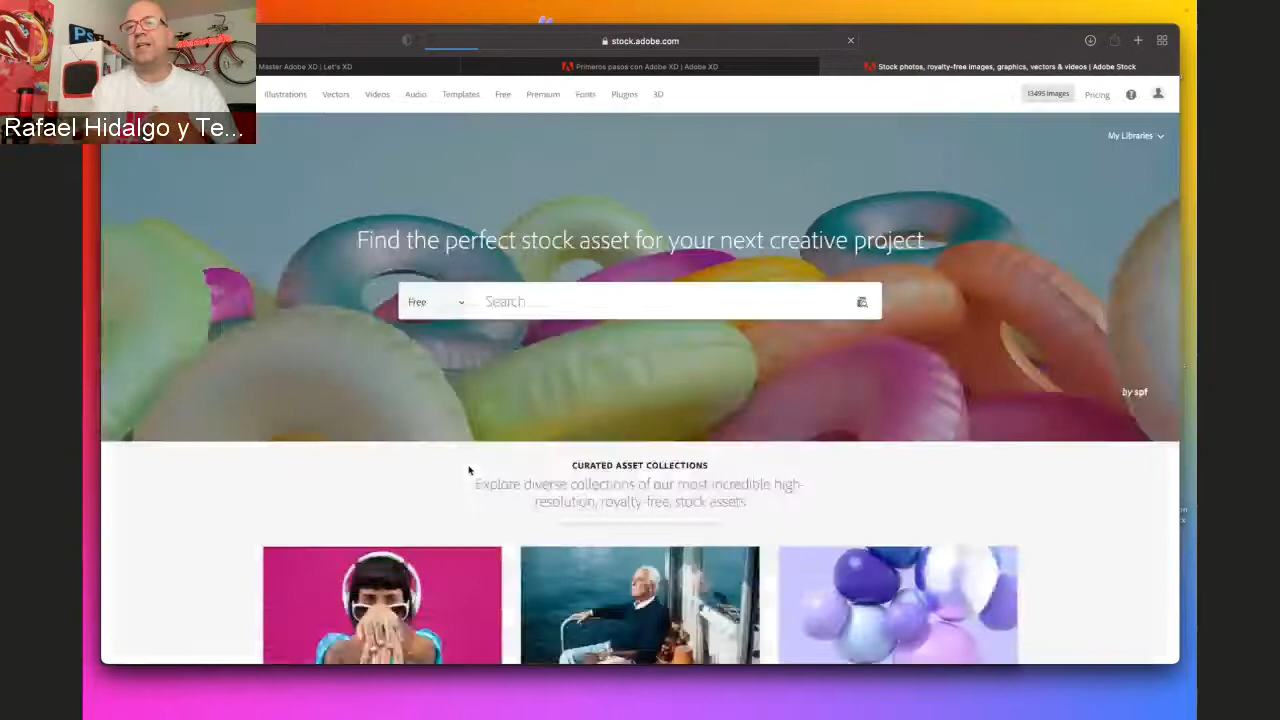 stock.adobe.com
Master Adobe XD | Let's XD
Primeros pasos con Adobe XD | Adobe XD
Stock photos, royalty-free images, graphics, vectors & videos | Adobe Stock
Illustrations Vectors Videos Audio Templates Free Premium Fonts Plugins 3D
13495 Images Pricing
Ps
Rafael Hidalgo y Te...
My Libraries
Find the perfect stock asset for your next creative project
Free Search
by spf
CURATED ASSET COLLECTIONS
Explore diverse collections of our most incredible high-
resolution, royalty-free, stock assets